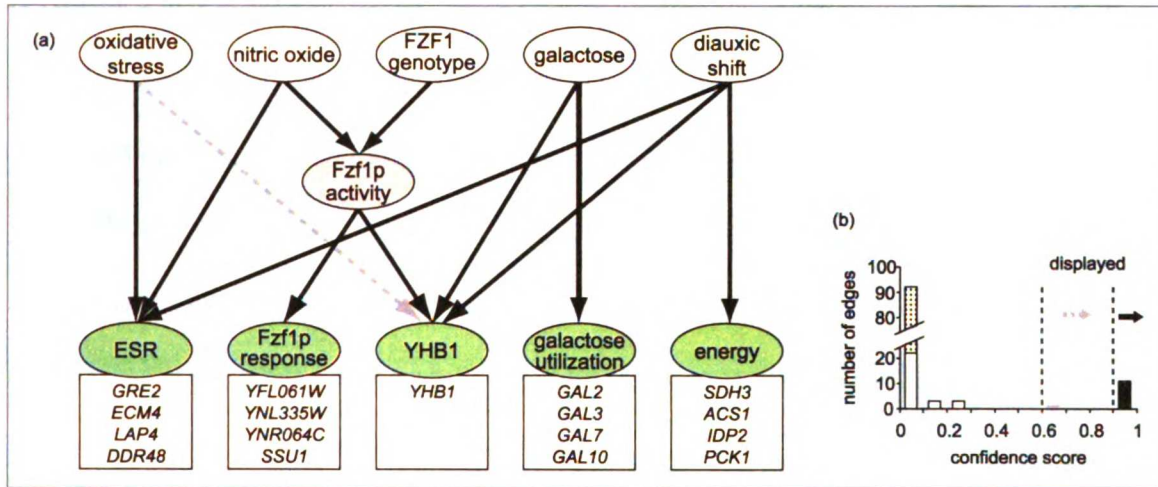 (a)
oxidative
stress
nitric oxide
FZF1
genotype
galactose
diauxic
shift
Fzf1p
activity
ESR
Fzf1p
response
YHB1
galactose
utilization
energy
GRE2
ECM4
LAP4
DDR48
YFL061W
YNL335W
YNR064C
SSU1
YHB1
GAL2
GAL3
GAL7
GAL10
SDH3
ACS1
IDP2
PCK1
(b)
displayed
number of edges
100
90
80
20
10
0
0 0.2 0.4 0.6 0.8 1
confidence score